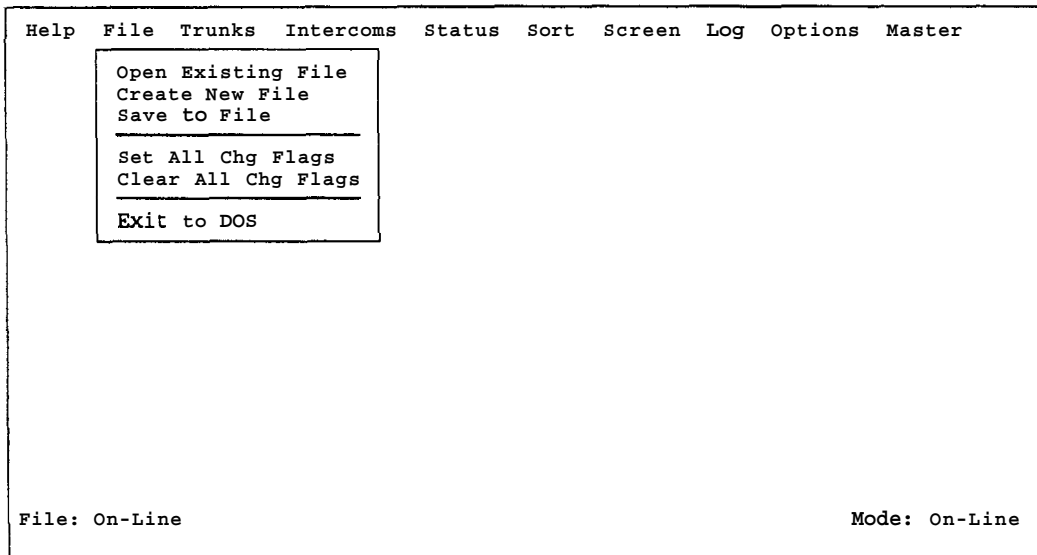 Help File Trunks Intercoms Status Sort Screen Log Options Master
Open Existing File
Create New File
Save to File
Set All Chg Flags
Clear All Chg Flags
Exit to DOS
File: On-Line Mode: On-Line